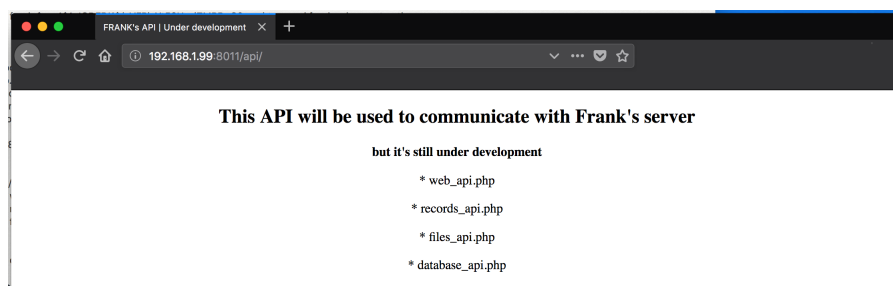 FRANK's API | Under development
192.168.1.99:8011/api/
This API will be used to communicate with Frank's server
but it's still under development
* web_api.php
* records_api.php
* files_api.php
* database_api.php